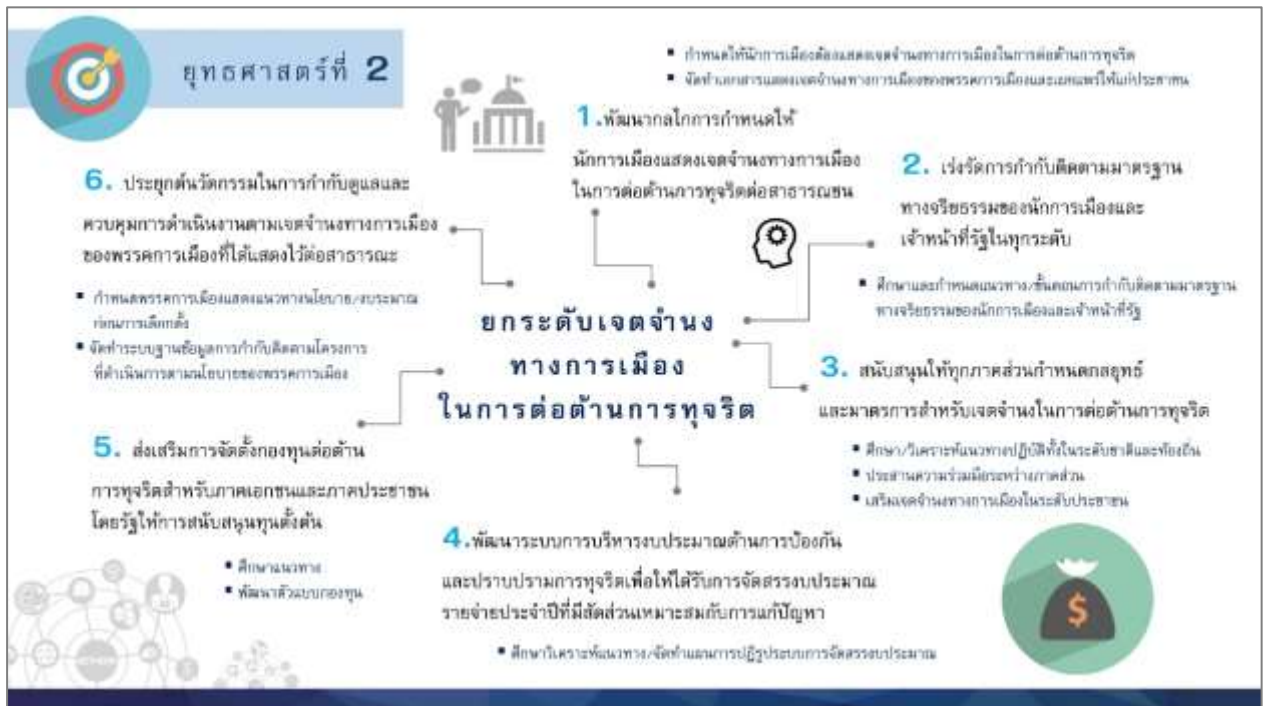 ยุทธศาสตร์ที่ 2
▪ กำหนดให้นักการเมืองต้องแสดงเจตจำนงทางการเมืองในการต่อต้านการทุจริต
▪ จัดทำเอกสารแสดงเจตจำนงทางการเมืองของพรรคการเมืองและเผยแพร่ให้แก่ประชาชน
1.พัฒนากลไกการกำหนดให้
นักการเมืองแสดงเจตจำนงทางการเมือง
ในการต่อต้านการทุจริตต่อสาธารณชน
2. เร่งรัดการกำกับติดตามมาตรฐาน
ทางจริยธรรมของนักการเมืองและ
เจ้าหน้าที่รัฐในทุกระดับ
▪ ศึกษาและกำหนดแนวทาง/ขั้นตอนการกำกับติดตามมาตรฐาน
ทางจริยธรรมของนักการเมืองและเจ้าหน้าที่รัฐ
6. ประยุกต์นวัตกรรมในการกำกับดูแลและ
ควบคุมการดำเนินงานตามเจตจำนงทางการเมือง
ของพรรคการเมืองที่ได้แสดงไว้ต่อสาธารณะ
▪ กำหนดพรรคการเมืองแสดงแนวทางนโยบาย/งบประมาณ
ก่อนการเลือกตั้ง
▪ จัดทำระบบฐานข้อมูลการกำกับติดตามโครงการ
ที่ดำเนินการตามนโยบายของพรรคการเมือง
ยกระดับเจตจำนง
ทางการเมือง
ในการต่อต้านการทุจริต
3. สนับสนุนให้ทุกภาคส่วนกำหนดกลยุทธ์
และมาตรการสำหรับเจตจำนงในการต่อต้านการทุจริต
▪ ศึกษา/วิเคราะห์แนวทางปฏิบัติทั้งในระดับชาติและท้องถิ่น
▪ ประสานความร่วมมือระหว่างภาคส่วน
▪ เสริมเจตจำนงทางการเมืองในระดับประชาชน
5. ส่งเสริมการจัดตั้งกองทุนต่อต้าน
การทุจริตสำหรับภาคเอกชนและภาคประชาชน
โดยรัฐให้การสนับสนุนทุนตั้งต้น
▪ ศึกษาแนวทาง
▪ พัฒนาตัวแบบกองทุน
4.พัฒนาระบบการบริหารงบประมาณด้านการป้องกัน
และปราบปรามการทุจริตเพื่อให้ได้รับการจัดสรรงบประมาณ
รายจ่ายประจำปีที่มีสัดส่วนเหมาะสมกับการแก้ปัญหา
▪ ศึกษาวิเคราะห์แนวทาง/จัดทำแผนการปฏิรูประบบการจัดสรรงบประมาณ
$